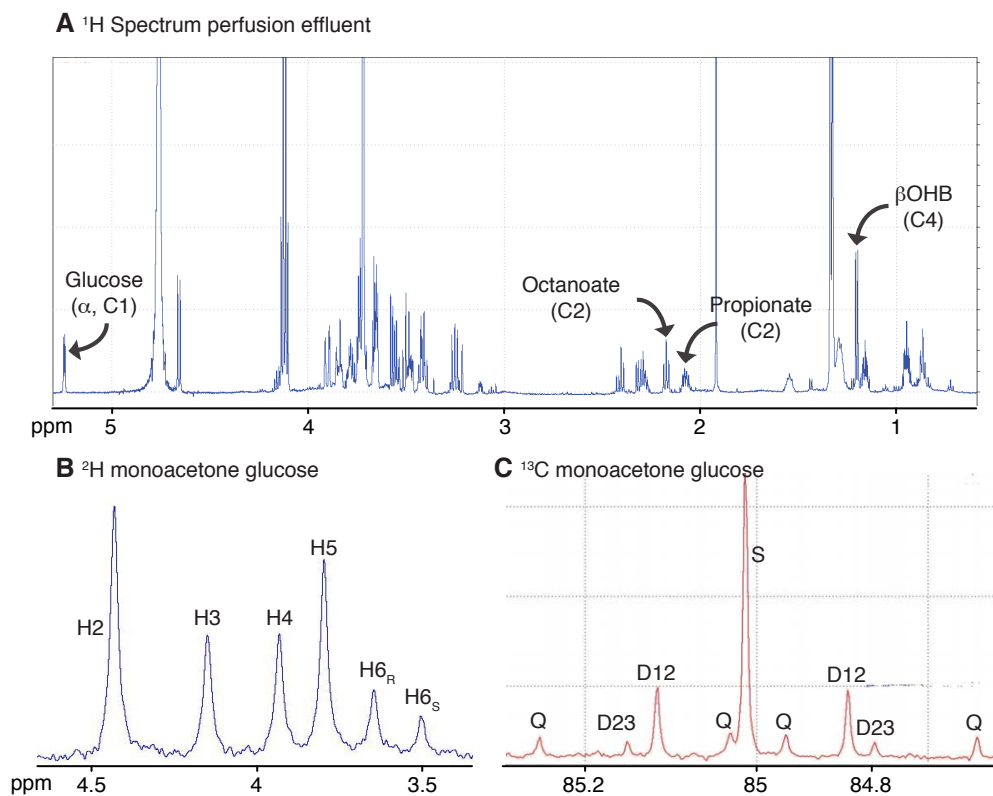 A ¹H Spectrum perfusion effluent
βOHB
(C4)
Glucose
(α, C1)
Octanoate
(C2)
Propionate
(C2)
5 4 3 2 1
ppm
B ²H monoacetone glucose
H2
H3
H4
H5
H6R
H6S
ppm
4.5 4 3.5
C ¹³C monoacetone glucose
S
D12
D12
Q
D23
Q
Q
D23
Q
85.2 85 84.8